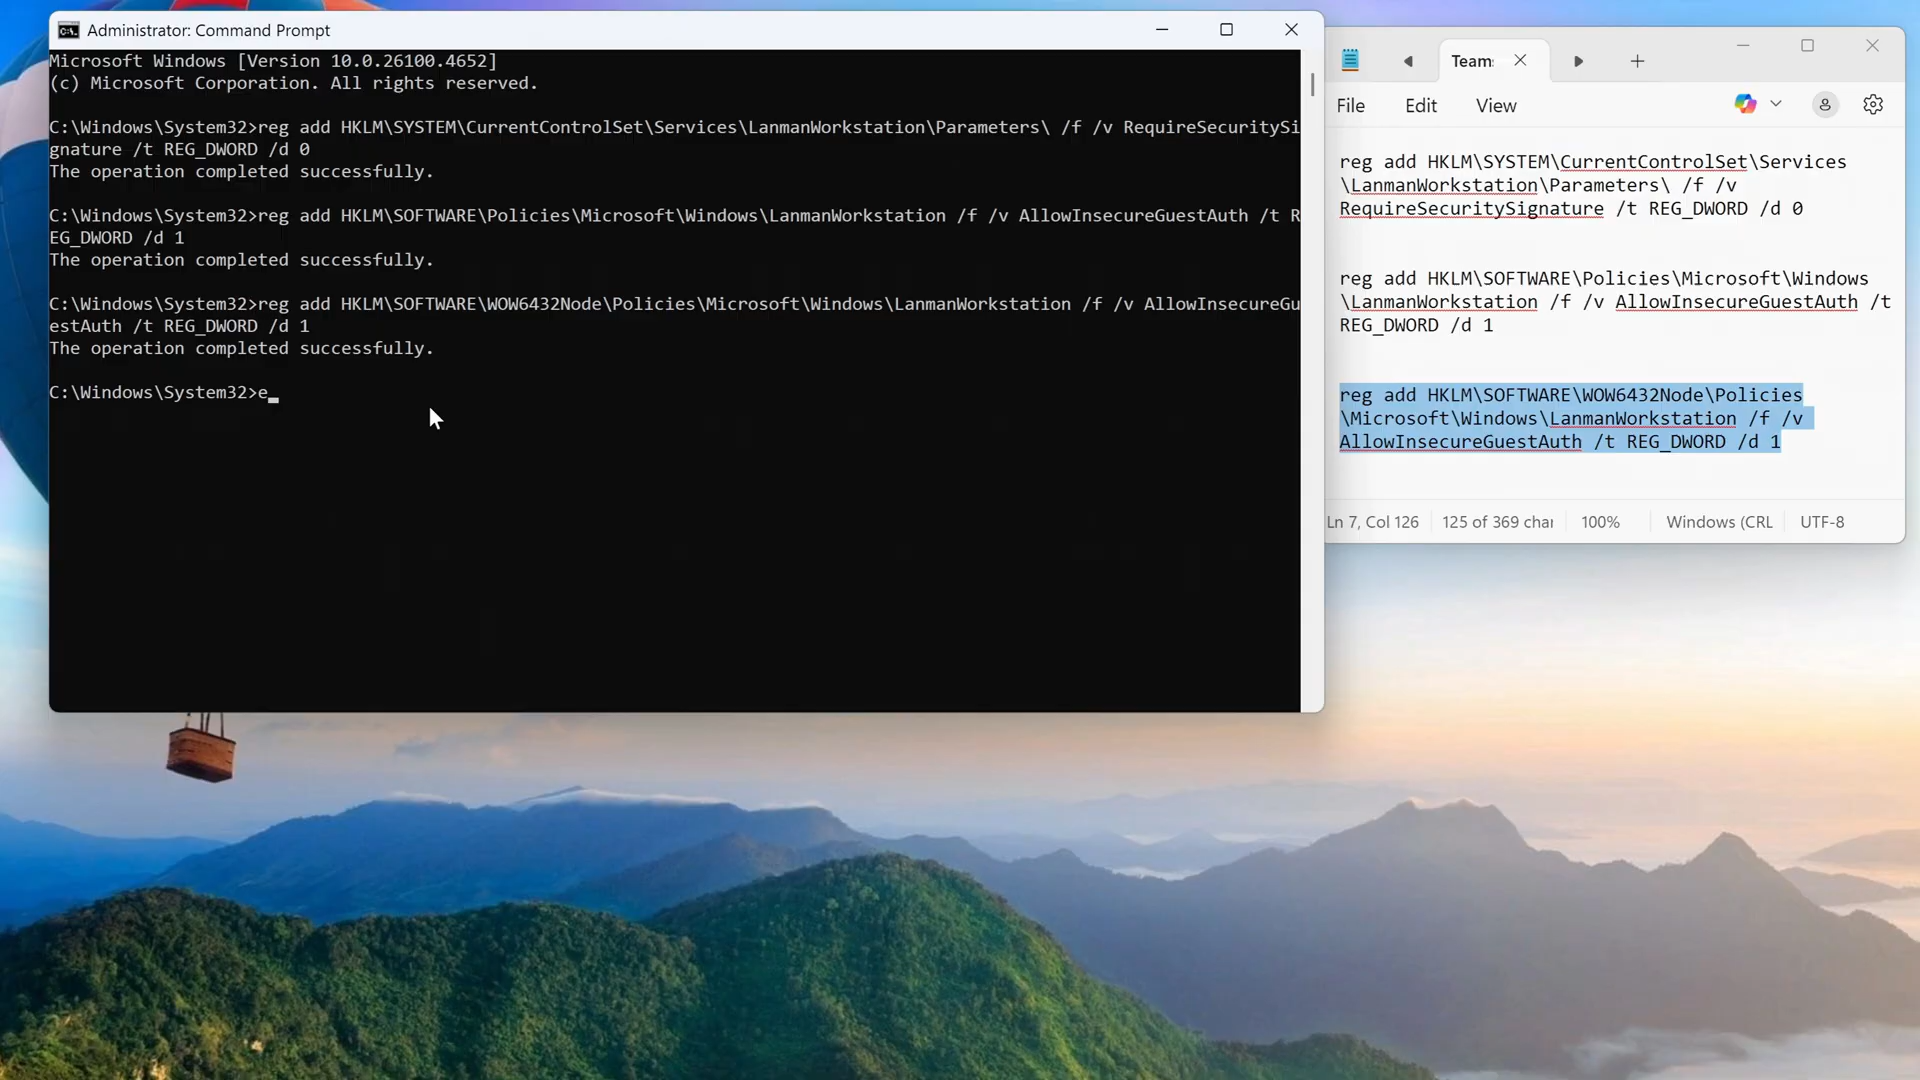 Administrator: Command Prompt
Microsoft Windows [Version 10.0.26100.4652]
(c) Microsoft Corporation. All rights reserved.
C:\Windows\System32>reg add HKLM\SYSTEM\CurrentControlSet\Services\LanmanWorkstation\Parameters\ /f /v RequireSecuritySi
gnature /t REG_DWORD /d 0
The operation completed successfully.
C:\Windows\System32>reg add HKLM\SOFTWARE\Policies\Microsoft\Windows\LanmanWorkstation /f /v AllowInsecureGuestAuth /t R
EG_DWORD /d 1
The operation completed successfully.
C:\Windows\System32>reg add HKLM\SOFTWARE\WOW6432Node\Policies\Microsoft\Windows\LanmanWorkstation /f /v AllowInsecureGu
estAuth /t REG_DWORD /d 1
The operation completed successfully.
C:\Windows\System32>e_
Teams
File Edit View
reg add HKLM\SYSTEM\CurrentControlSet\Services
\LanmanWorkstation\Parameters\ /f /v
RequireSecuritySignature /t REG_DWORD /d 0
reg add HKLM\SOFTWARE\Policies\Microsoft\Windows
\LanmanWorkstation /f /v AllowInsecureGuestAuth /t
REG_DWORD /d 1
reg add HKLM\SOFTWARE\WOW6432Node\Policies
\Microsoft\Windows\LanmanWorkstation /f /v
AllowInsecureGuestAuth /t REG_DWORD /d 1
Ln 7, Col 126 125 of 369 char 100% Windows (CRL UTF-8